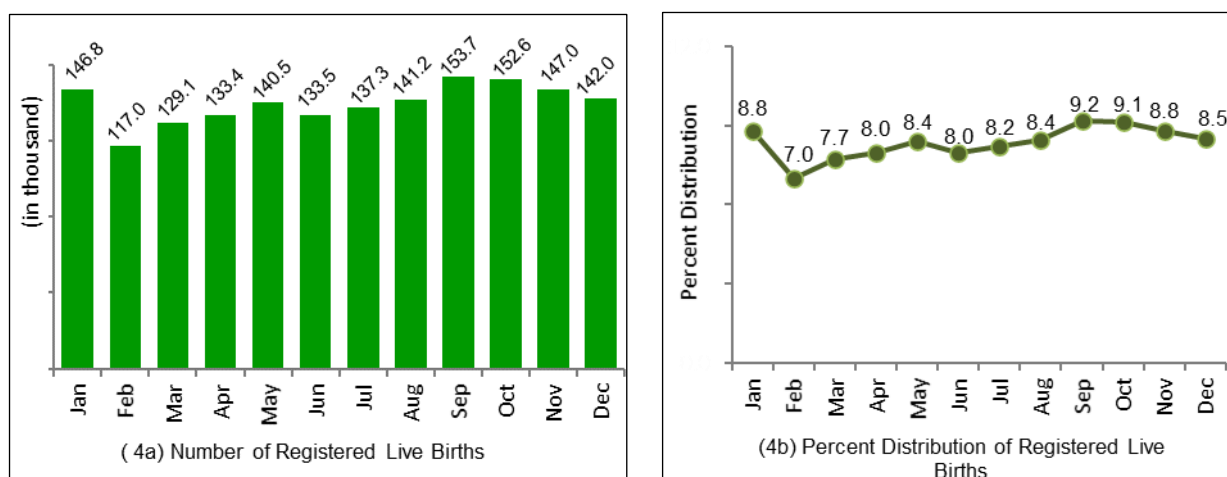 146.8
117.0
129.1
133.4
140.5
133.5
137.3
141.2
153.7
152.6
147.0
142.0
(in thousand)
Jan Feb Mar Apr May Jun Jul Aug Sep Oct Nov Dec
( 4a) Number of Registered Live Births
8.8 7.0 7.7 8.0 8.4 8.0 8.2 8.4 9.2 9.1 8.8 8.5
Percent Distribution
Jan Feb Mar Apr May Jun Jul Aug Sep Oct Nov Dec
(4b) Percent Distribution of Registered Live
Births